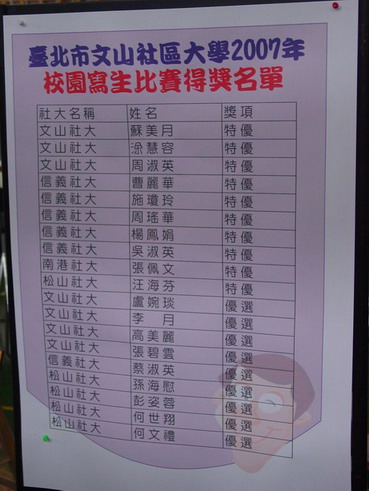 臺北市文山社區大學2007年
校園寫生比賽得獎名單
社大名稱 姓名 獎項
文山社大 蘇美月 特優
文山社大 涂慧容 特優
文山社大 周淑英 特優
信義社大 曹麗華 特優
信義社大 施瓊玲 特優
信義社大 周瑤華 特優
信義社大 楊鳳娟 特優
信義社大 吳淑英 特優
南港社大 張佩文 特優
松山社大 汪海芬 特優
文山社大 盧婉琰 優選
文山社大 李 月 優選
文山社大 高美麗 優選
文山社大 張碧雲 優選
信義社大 蔡淑英 優選
松山社大 孫海慰 優選
松山社大 彭姿蓉 優選
松山社大 何世翔 優選
松山社大 何文禮 優選